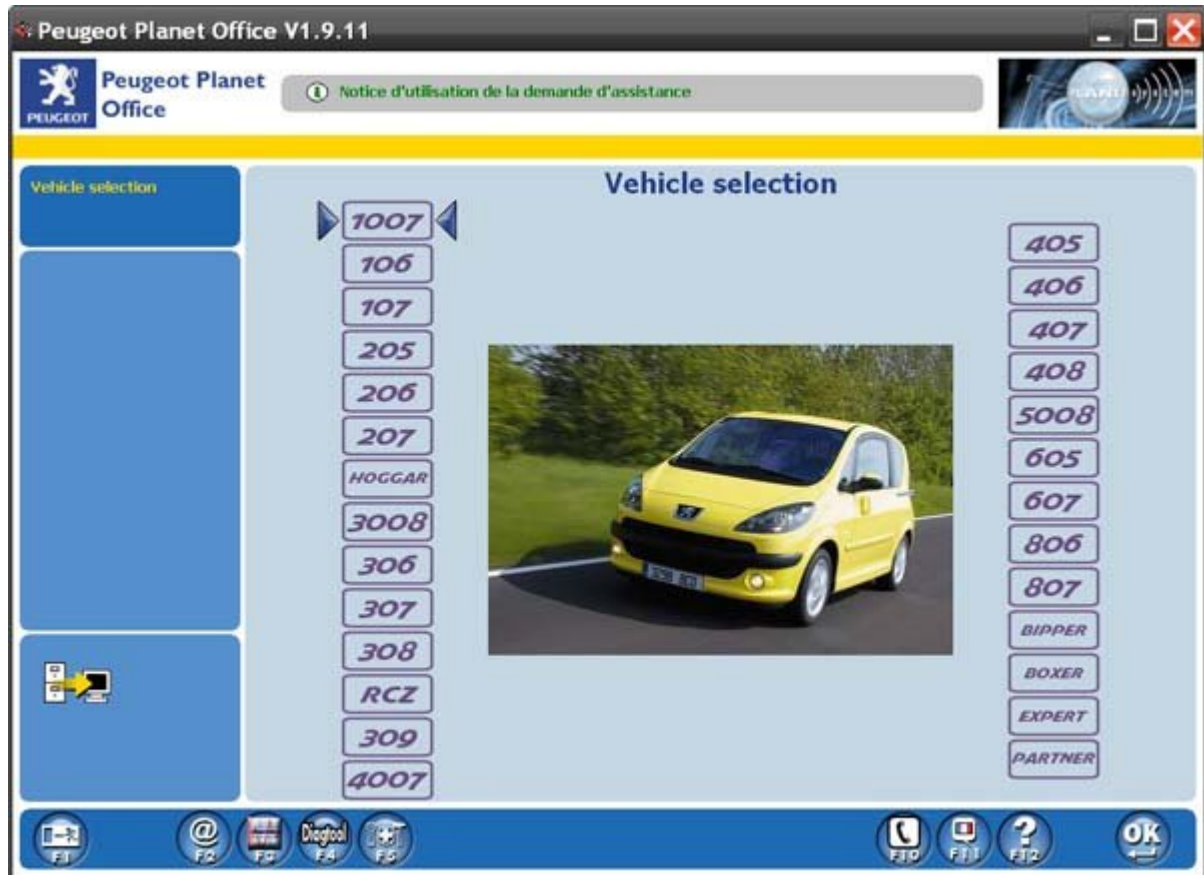 Peugeot Planet Office V1.9.11
PEUGEOT
Peugeot Planet
Office
Notice d'utilisation de la demande d'assistance
Vehicle selection
Vehicle selection
1007
106
107
205
206
207
HOGGAR
3008
306
307
308
RCZ
309
4007
405
406
407
408
5008
605
607
806
807
BIPPER
BOXER
EXPERT
PARTNER
F1
@
F2
F3
Diagtool
F4
F5
F10
F11
?
F12
OK